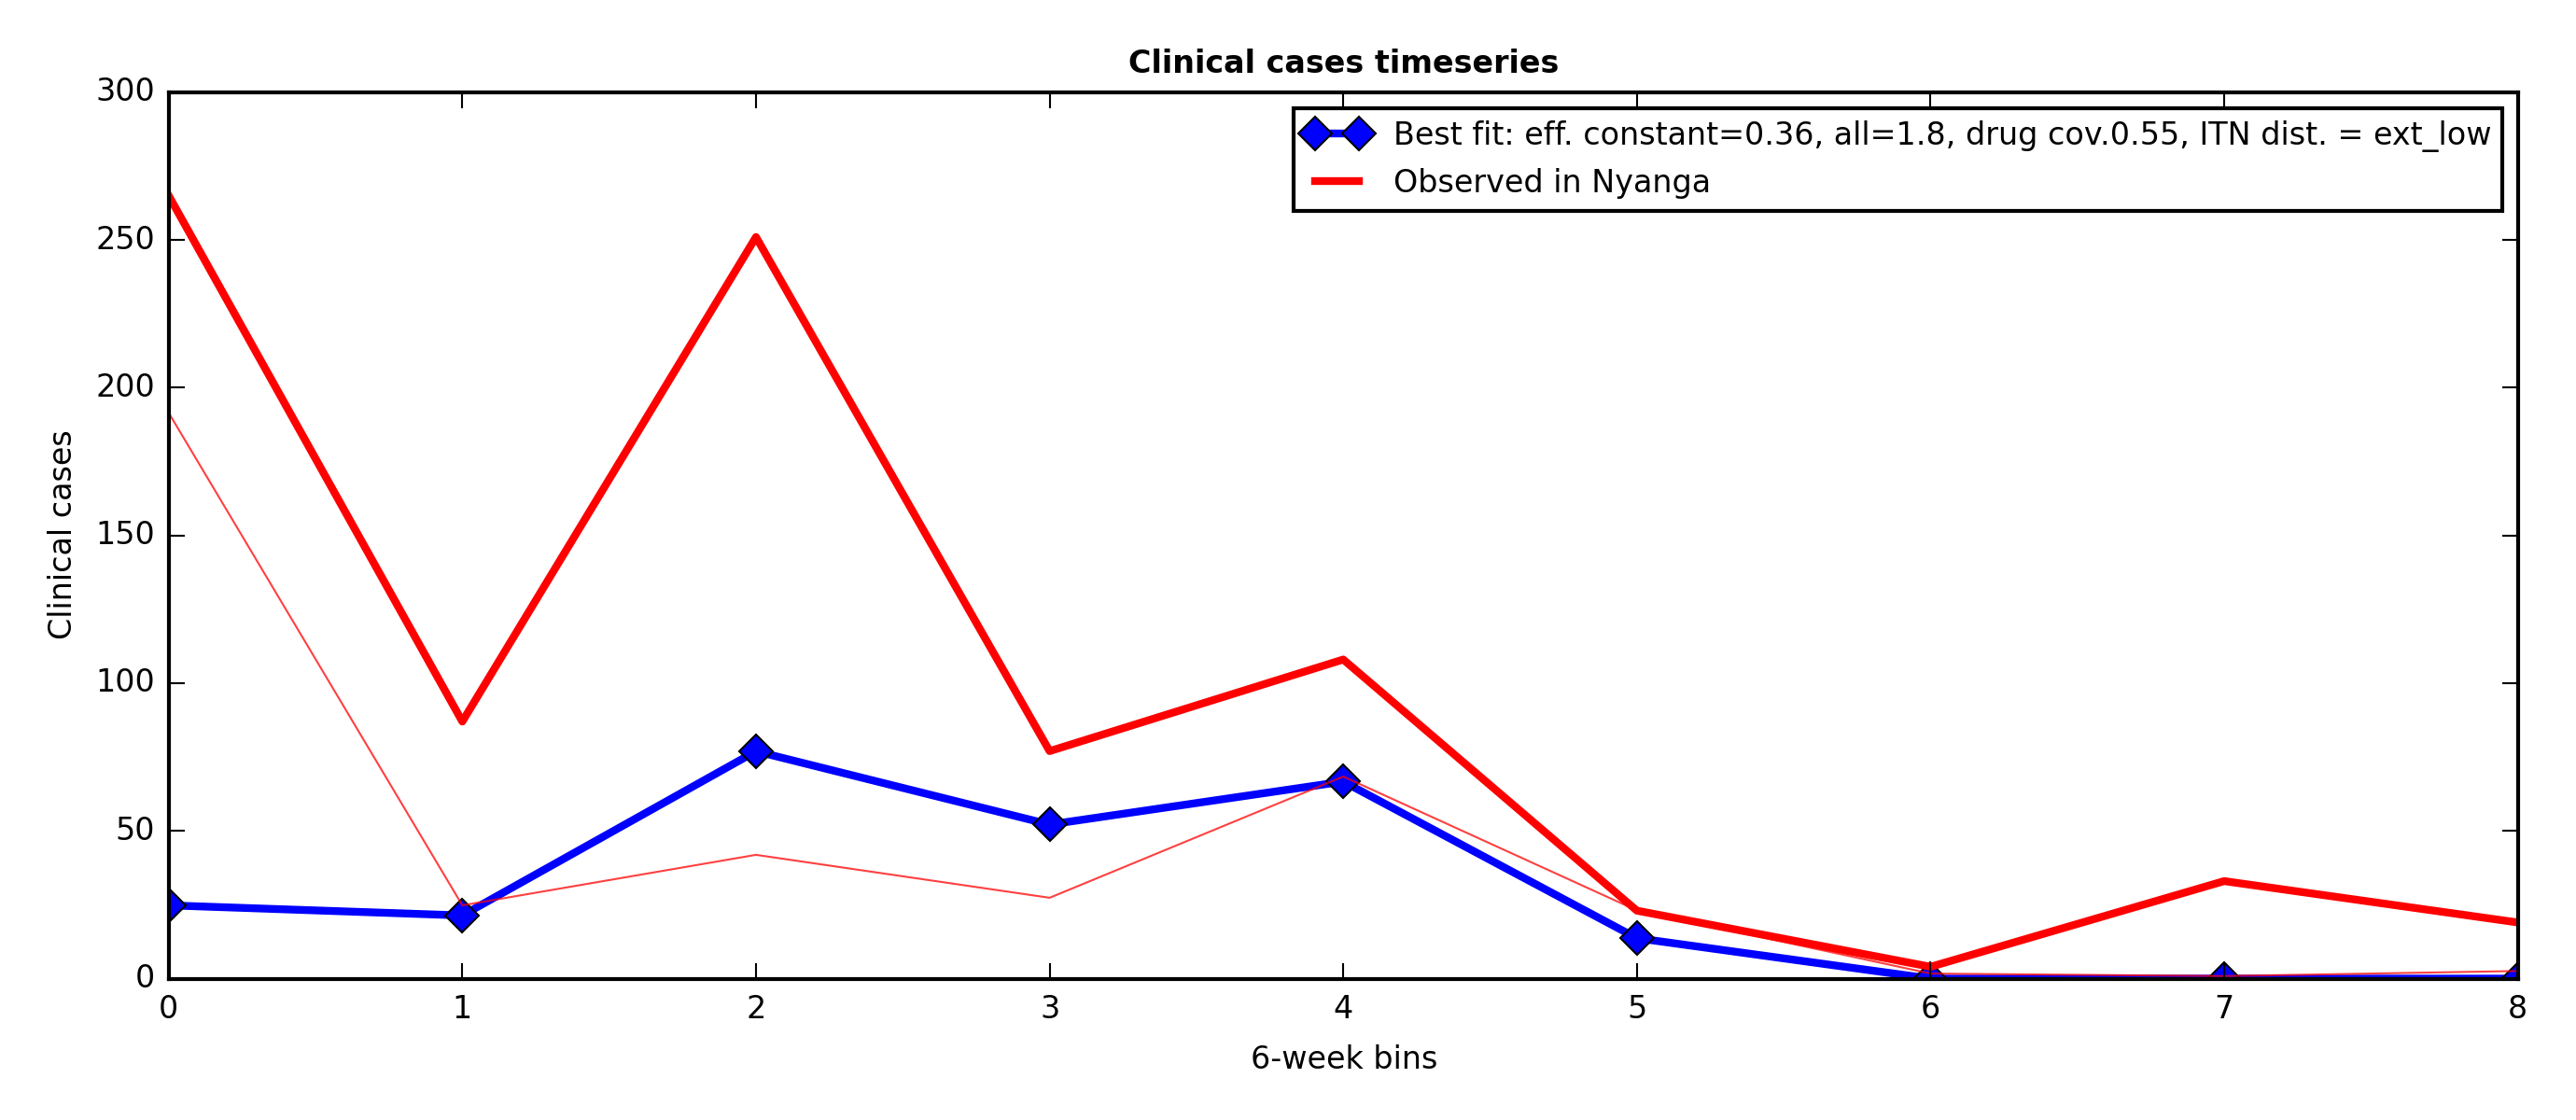 Clinical cases timeseries
Best fit: eff. constant=0.36, all=1.8, drug cov.0.55, ITN dist. = ext_low
Observed in Nyanga
Clinical cases
300
250
200
150
100
50
0
0 1 2 3 4 5 6 7 8
6-week bins